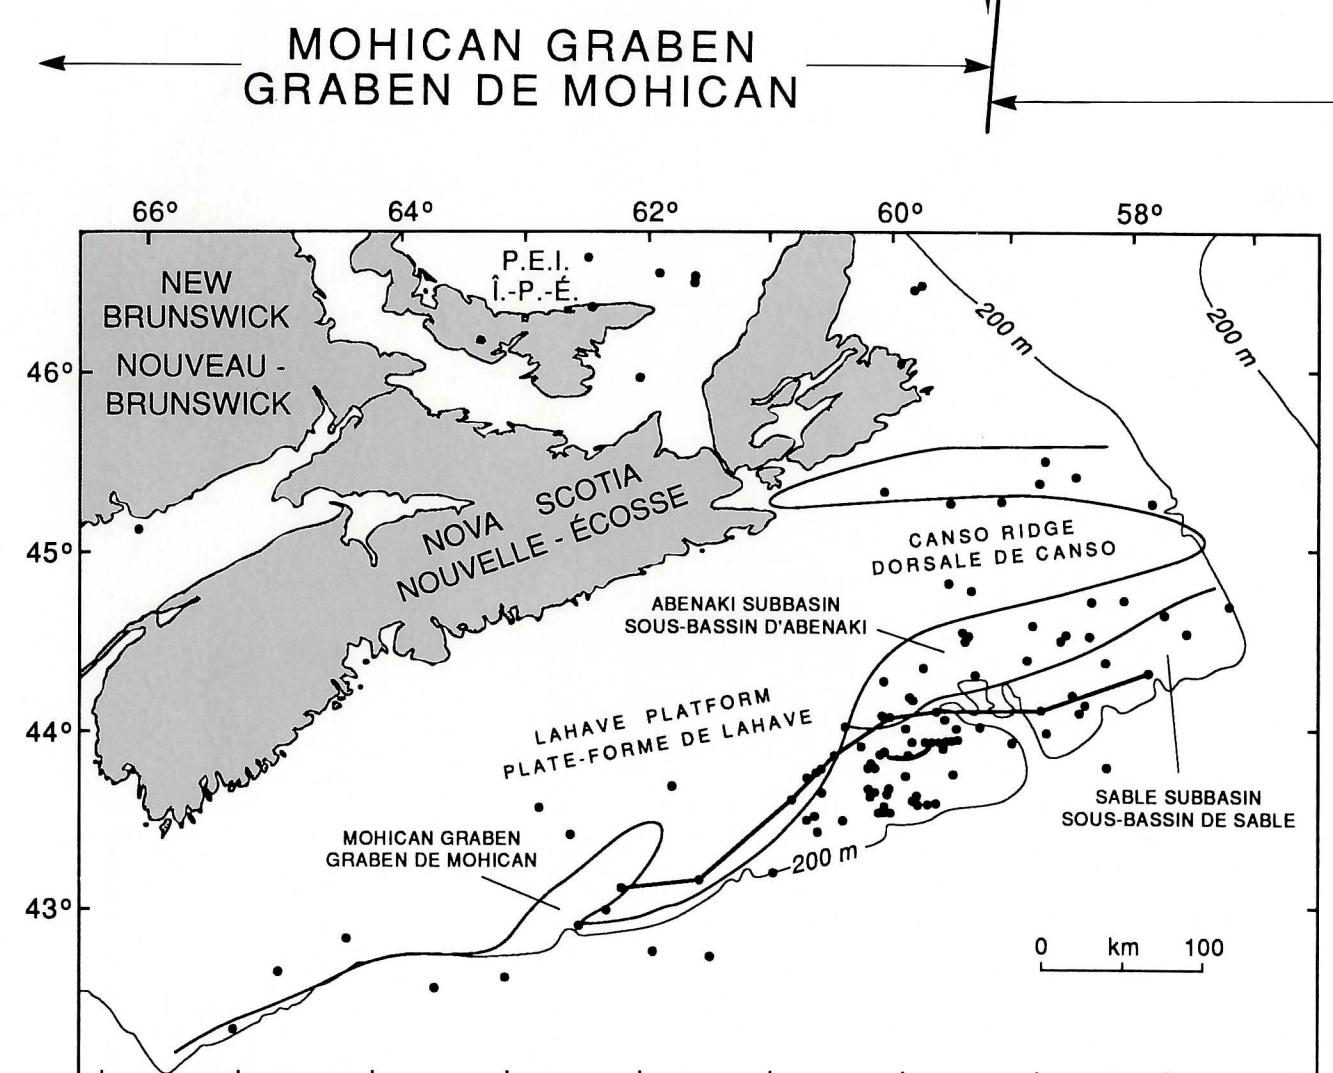 MOHICAN GRABEN
GRABEN DE MOHICAN
66° 64° 62° 60° 58°
P.E.I.
Î.-P.-É.
NEW
BRUNSWICK
NOUVEAU -
BRUNSWICK
200 m
200 m
46°
NOVA SCOTIA
NOUVELLE - ÉCOSSE
45°
CANSO RIDGE
DORSALE DE CANSO
ABENAKI SUBBASIN
SOUS-BASSIN D'ABENAKI
LAHAVE PLATFORM
PLATE-FORME DE LAHAVE
44°
SABLE SUBBASIN
SOUS-BASSIN DE SABLE
MOHICAN GRABEN
GRABEN DE MOHICAN
200 m
43°
0 km 100